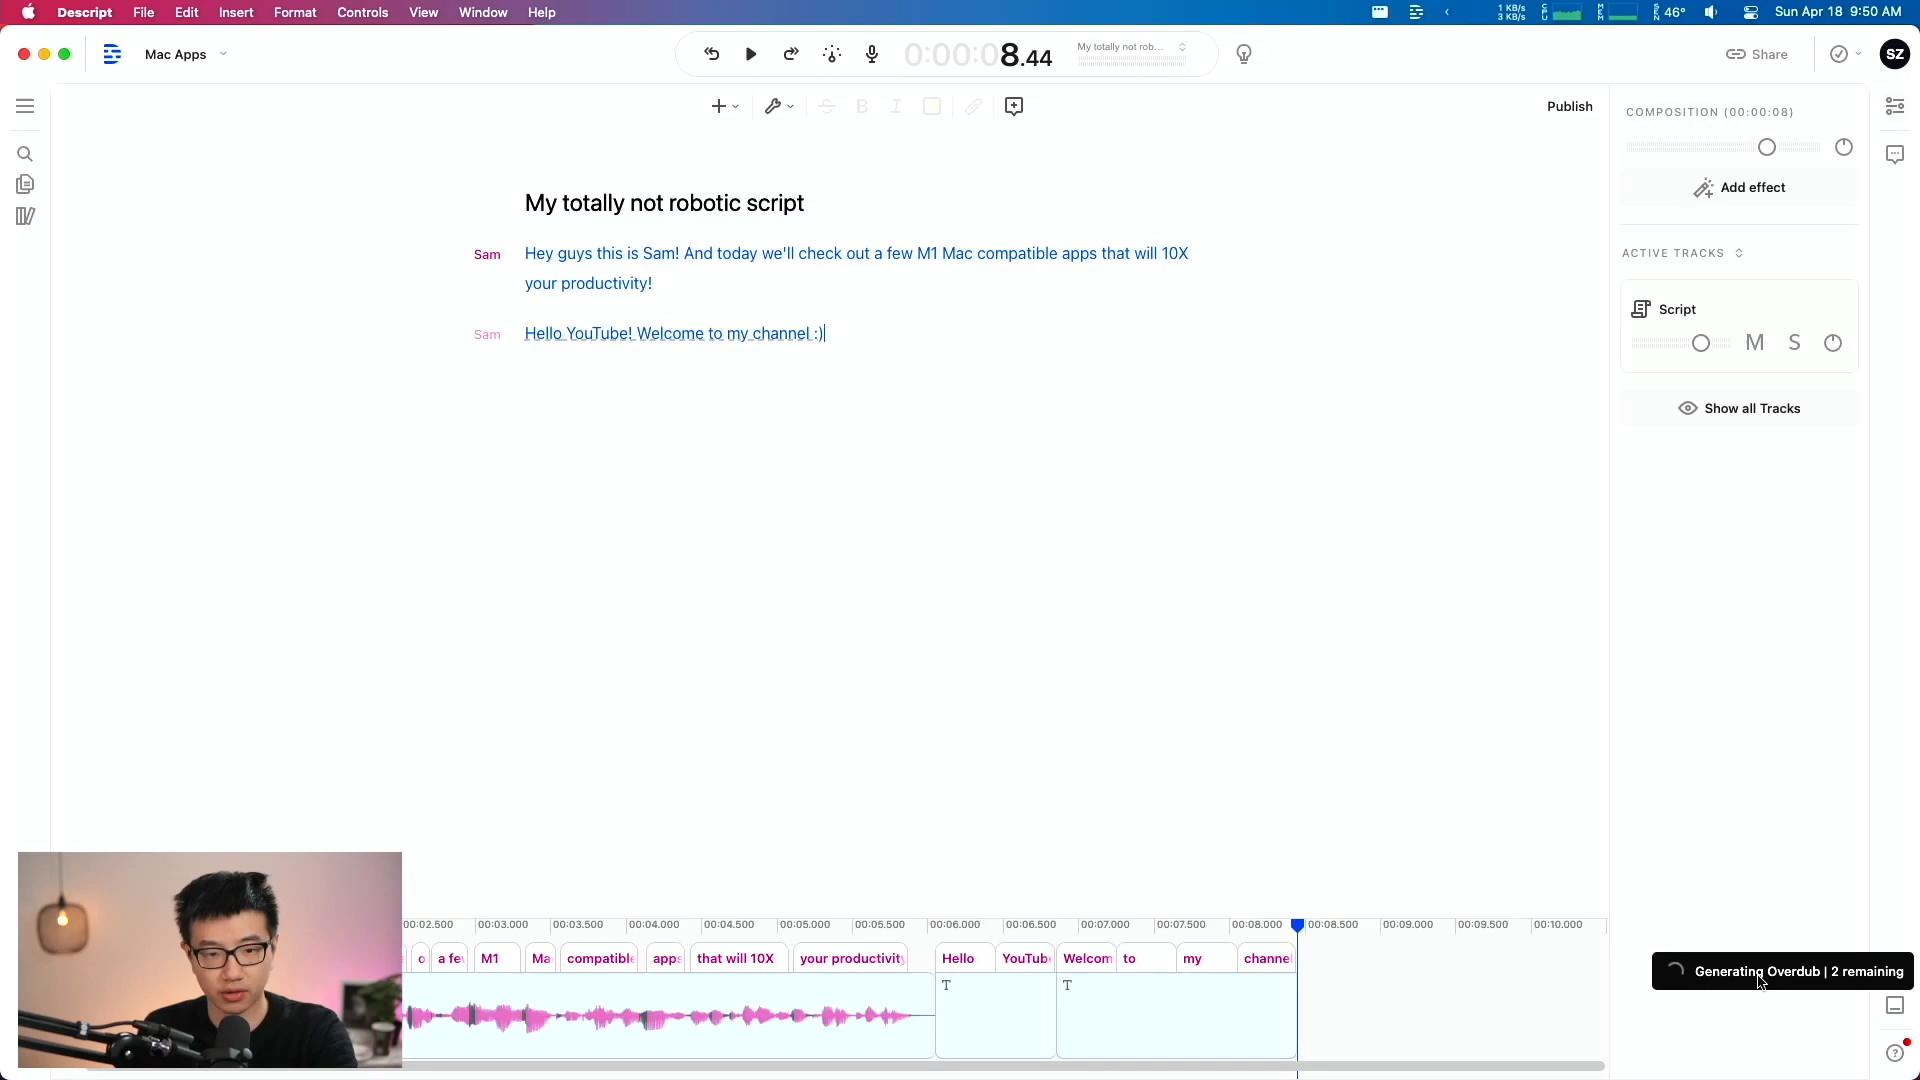 Descript File Edit Insert Format Controls View Window Help
1 KB/s
3 KB/s
46°
Sun Apr 18 9:50 AM
Mac Apps
0:00:08.44
My totally not rob...
Share
SZ
Publish
COMPOSITION (00:00:08)
Add effect
My totally not robotic script
ACTIVE TRACKS
Sam
Hey guys this is Sam! And today we'll check out a few M1 Mac compatible apps that will 10X
your productivity!
Script
Sam
Hello YouTube! Welcome to my channel :)
M S
Show all Tracks
00:02.500 00:03.000 00:03.500 00:04.000 00:04.500 00:05.000 00:05.500 00:06.000 00:06.500 00:07.000 00:07.500 00:08.000 00:08.500 00:09.000 00:09.500 00:10.000
o a fe M1 Ma compatible apps that will 10X your productivity Hello YouTub Welcom to my channel
Generating Overdub | 2 remaining
T T